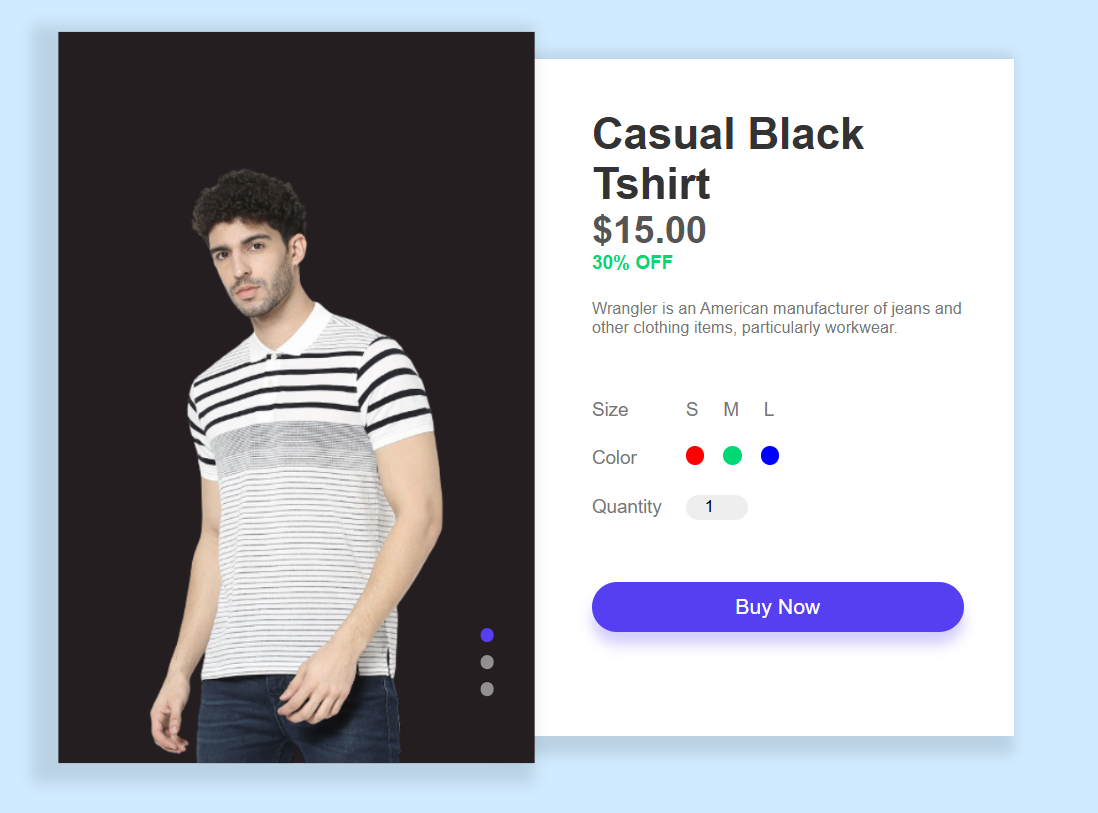 Casual Black
Tshirt
$15.00
30% OFF
Wrangler is an American manufacturer of jeans and
other clothing items, particularly workwear.
Size S M L
Color
Quantity 1
Buy Now